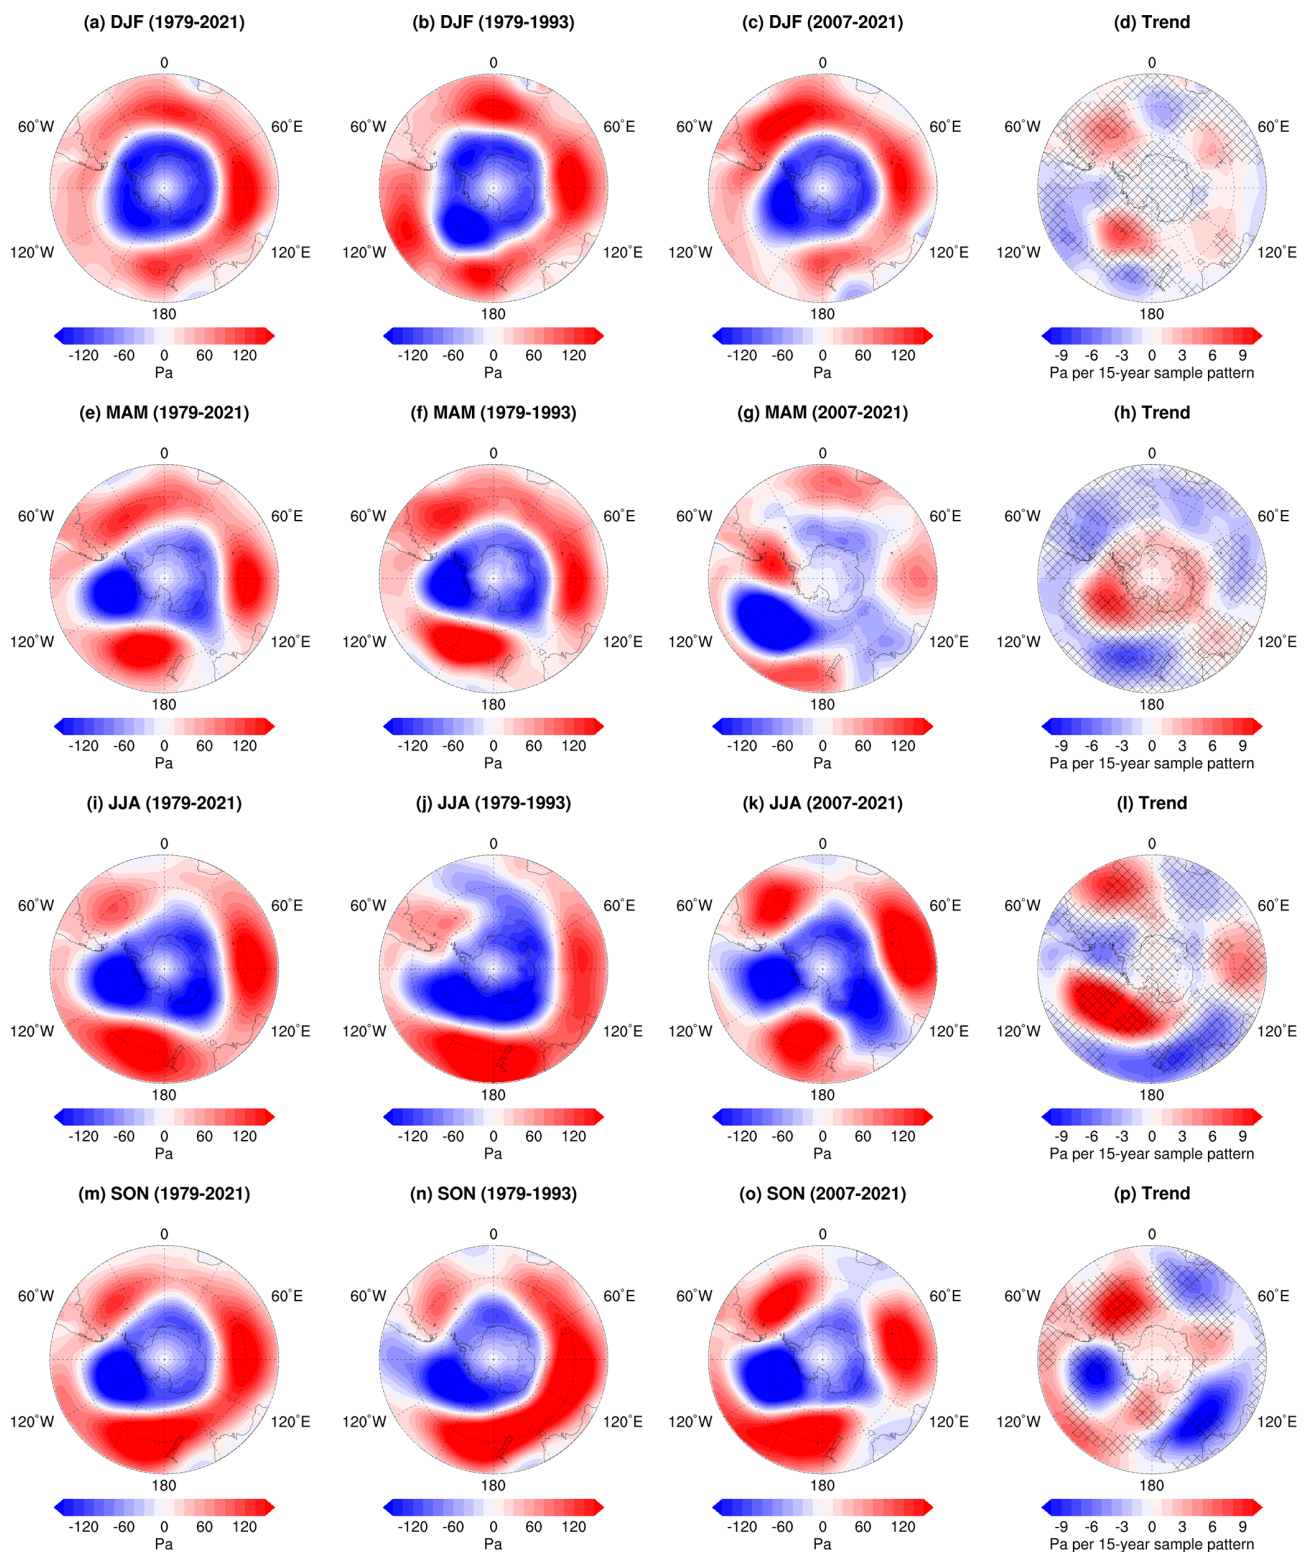 (a) DJF (1979-2021)
(b) DJF (1979-1993)
(c) DJF (2007-2021)
(d) Trend
0
0
0
0
60°W
60°E
60°W
60°E
60°W
60°E
60°W
60°E
120°W
120°E
120°W
120°E
120°W
120°E
120°W
120°E
180
180
180
180
-120 -60 0 60 120
-120 -60 0 60 120
-120 -60 0 60 120
-9 -6 -3 0 3 6 9
Pa
Pa
Pa
Pa per 15-year sample pattern
(e) MAM (1979-2021)
(f) MAM (1979-1993)
(g) MAM (2007-2021)
(h) Trend
0
0
0
0
60°W
60°E
60°W
60°E
60°W
60°E
60°W
60°E
120°W
120°E
120°W
120°E
120°W
120°E
120°W
120°E
180
180
180
180
-120 -60 0 60 120
-120 -60 0 60 120
-120 -60 0 60 120
-9 -6 -3 0 3 6 9
Pa
Pa
Pa
Pa per 15-year sample pattern
(i) JJA (1979-2021)
(j) JJA (1979-1993)
(k) JJA (2007-2021)
(l) Trend
0
0
0
0
60°W
60°E
60°W
60°E
60°W
60°E
60°W
60°E
120°W
120°E
120°W
120°E
120°W
120°E
120°W
120°E
180
180
180
180
-120 -60 0 60 120
-120 -60 0 60 120
-120 -60 0 60 120
-9 -6 -3 0 3 6 9
Pa
Pa
Pa
Pa per 15-year sample pattern
(m) SON (1979-2021)
(n) SON (1979-1993)
(o) SON (2007-2021)
(p) Trend
0
0
0
0
60°W
60°E
60°W
60°E
60°W
60°E
60°W
60°E
120°W
120°E
120°W
120°E
120°W
120°E
120°W
120°E
180
180
180
180
-120 -60 0 60 120
-120 -60 0 60 120
-120 -60 0 60 120
-9 -6 -3 0 3 6 9
Pa
Pa
Pa
Pa per 15-year sample pattern